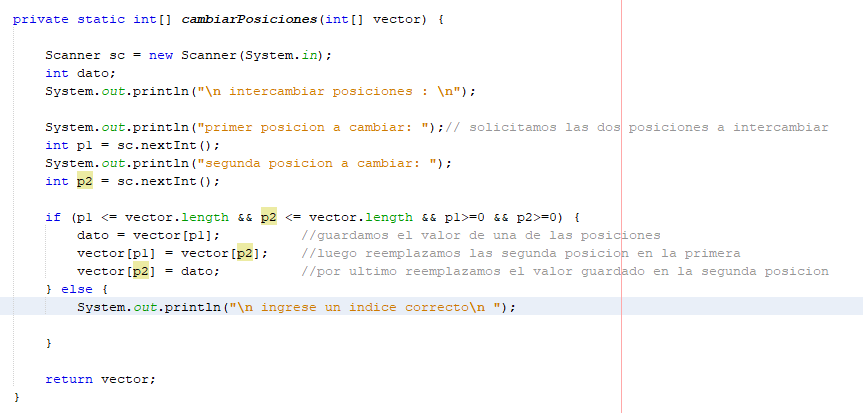 private static int[] cambiarPosiciones(int[] vector) {
Scanner sc = new Scanner(System.in);
int dato;
System.out.println("\n intercambiar posiciones : \n");
System.out.println("primer posicion a cambiar: ");// solicitamos las dos posiciones a intercambiar
int p1 = sc.nextInt();
System.out.println("segunda posicion a cambiar: ");
int p2 = sc.nextInt();
if (p1 <= vector.length && p2 <= vector.length && p1>=0 && p2>=0) {
dato = vector[p1]; //guardamos el valor de una de las posiciones
vector[p1] = vector[p2]; //luego reemplazamos las segunda posicion en la primera
vector[p2] = dato; //por ultimo reemplazamos el valor guardado en la segunda posicion
} else {
System.out.println("\n ingrese un indice correcto\n ");
}
return vector;
}